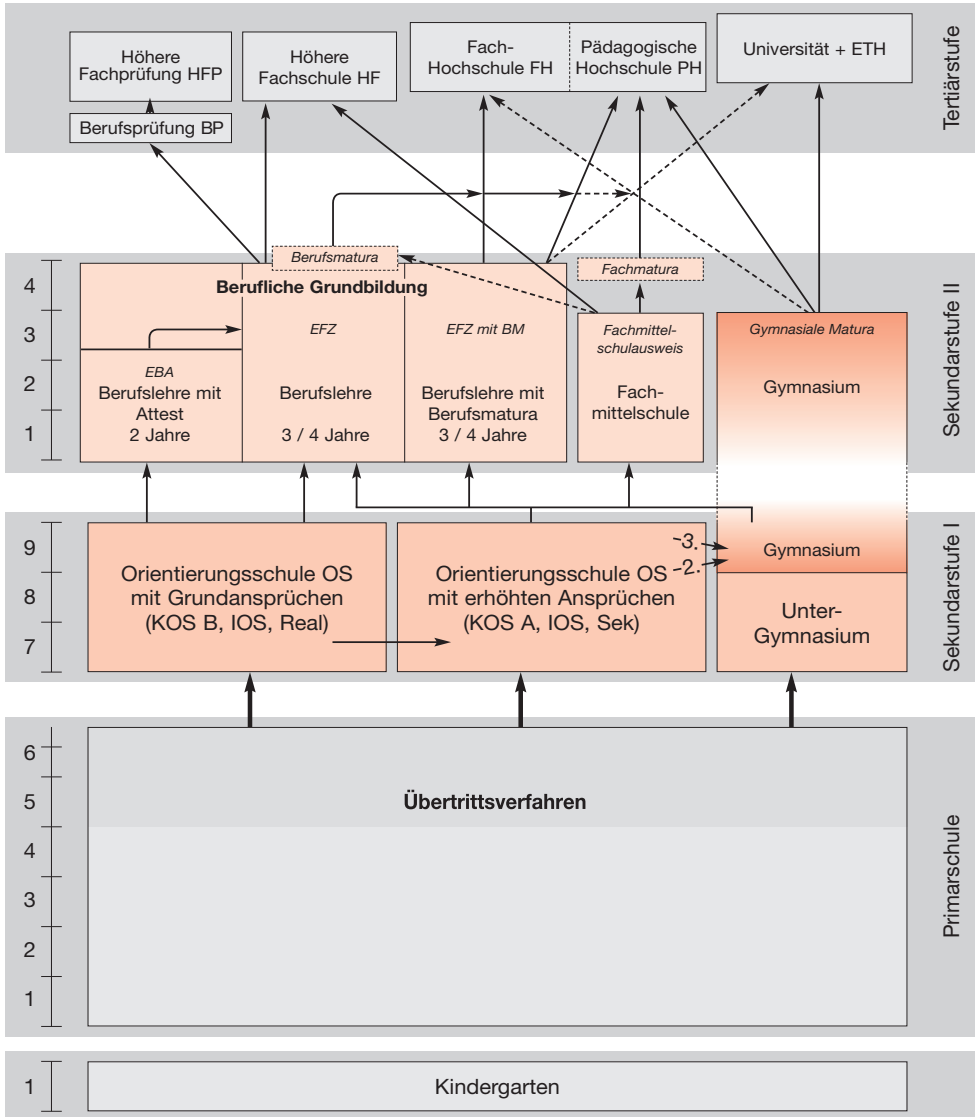 Höhere
Fachprüfung HFP
Berufsprüfung BP
Höhere
Fachschule HF
Fach-
Hochschule FH
Pädagogische
Hochschule PH
Universität + ETH
Tertiärstufe
4
3
2
1
Berufsmatura
Berufliche Grundbildung
EBA
Berufslehre mit
Attest
2 Jahre
EFZ
Berufslehre
3 / 4 Jahre
EFZ mit BM
Berufslehre mit
Berufsmatura
3 / 4 Jahre
Fachmatura
Fachmittel-
schulausweis
Fach-
mittelschule
Gymnasiale Matura
Gymnasium
Sekundarstufe II
9
8
7
Orientierungsschule OS
mit Grundansprüchen
(KOS B, IOS, Real)
Orientierungsschule OS
mit erhöhten Ansprüchen
(KOS A, IOS, Sek)
3.
2.
Gymnasium
Unter-
Gymnasium
Sekundarstufe I
6
5
4
3
2
1
Übertrittsverfahren
Primarschule
1
Kindergarten